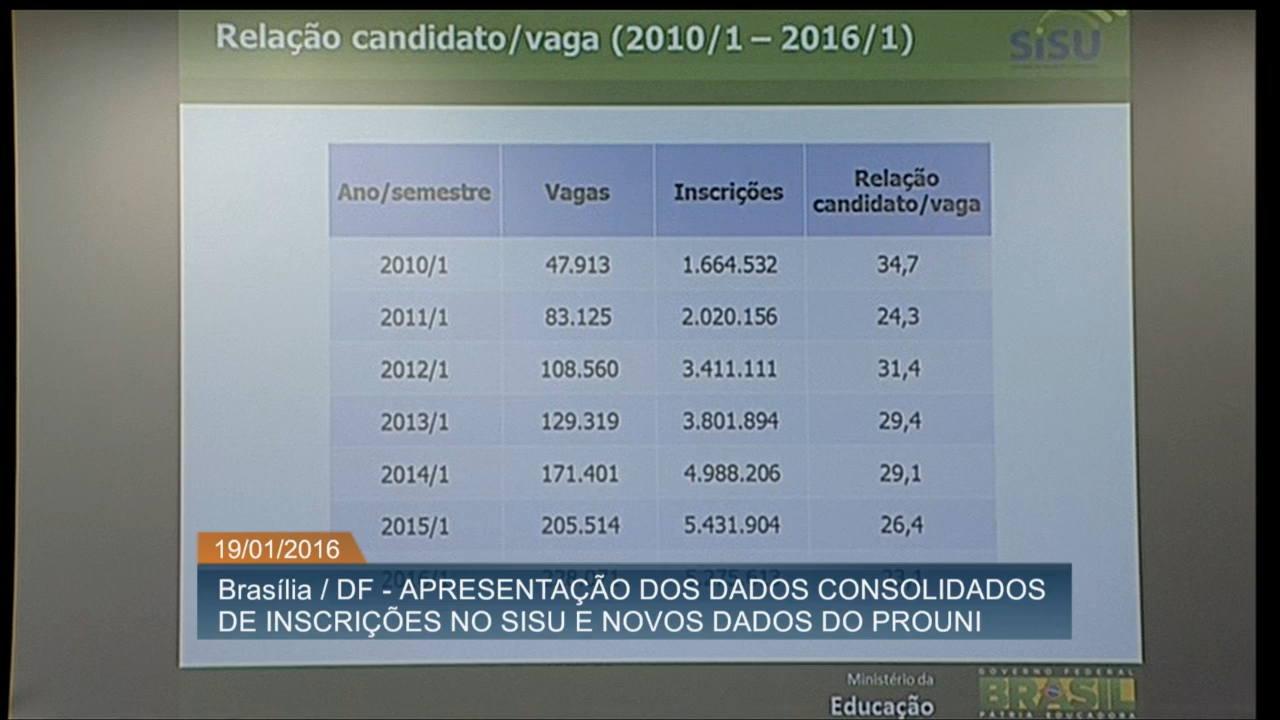 Relação candidato/vaga (2010/1 – 2016/1)
SiSU
Ano/semestre Vagas Inscrições Relação candidato/vaga
2010/1 47.913 1.664.532 34,7
2011/1 83.125 2.020.156 24,3
2012/1 108.560 3.411.111 31,4
2013/1 129.319 3.801.894 29,4
2014/1 171.401 4.988.206 29,1
2015/1 205.514 5.431.904 26,4
19/01/2016
Brasília / DF - APRESENTAÇÃO DOS DADOS CONSOLIDADOS
DE INSCRIÇÕES NO SISU E NOVOS DADOS DO PROUNI
Ministério da
Educação
GOVERNO FEDERAL
BRASIL
PÁTRIA EDUCADORA